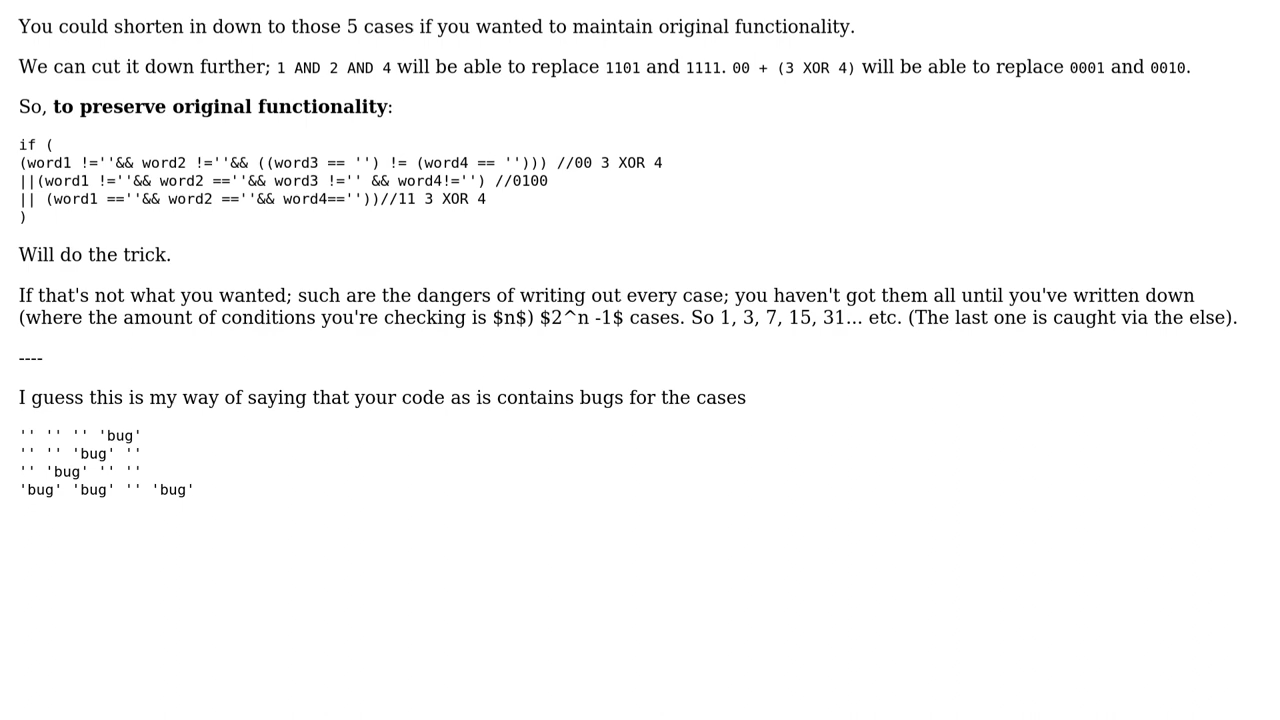 You could shorten in down to those 5 cases if you wanted to maintain original functionality.
We can cut it down further; 1 AND 2 AND 4 will be able to replace 1101 and 1111. 00 + (3 XOR 4) will be able to replace 0001 and 0010.
So, to preserve original functionality:
if (
(word1 !=''&& word2 !=''&& ((word3 == '') != (word4 == ''))) //00 3 XOR 4
||(word1 !=''&& word2 ==''&& word3 !='' && word4!='') //0100
|| (word1 ==''&& word2 ==''&& word4==''))//11 3 XOR 4
)
Will do the trick.
If that's not what you wanted; such are the dangers of writing out every case; you haven't got them all until you've written down
(where the amount of conditions you're checking is $n$) $2^n -1$ cases. So 1, 3, 7, 15, 31... etc. (The last one is caught via the else).
----
I guess this is my way of saying that your code as is contains bugs for the cases
'' '' '' 'bug'
'' '' 'bug' ''
'' 'bug' '' ''
'bug' 'bug' '' 'bug'